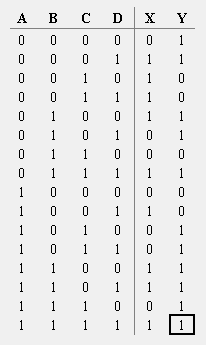 A B C D X Y
0 0 0 0 0 1
0 0 0 1 1 1
0 0 1 0 1 0
0 0 1 1 1 0
0 1 0 0 1 1
0 1 0 1 0 1
0 1 1 0 0 0
0 1 1 1 1 1
1 0 0 0 0 0
1 0 0 1 1 0
1 0 1 0 0 1
1 0 1 1 0 1
1 1 0 0 1 1
1 1 0 1 1 1
1 1 1 0 0 1
1 1 1 1 1 1